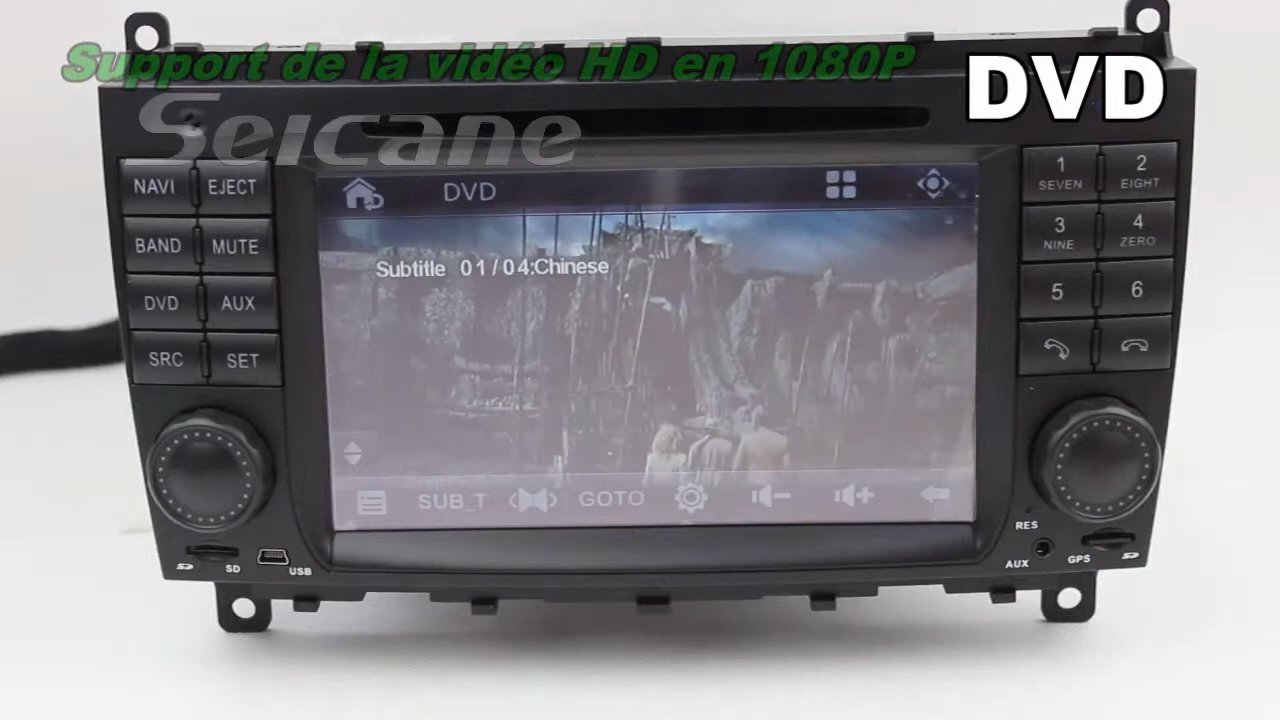 Support de la vidéo HD en 1080P
DVD
Seicane
NAVI EJECT
BAND MUTE
DVD AUX
SRC SET
DVD
Subtitle 01/04:Chinese
SUB_T GOTO
1 SEVEN 2 EIGHT
3 NINE 4 ZERO
5 6
SD USB
RES
AUX GPS